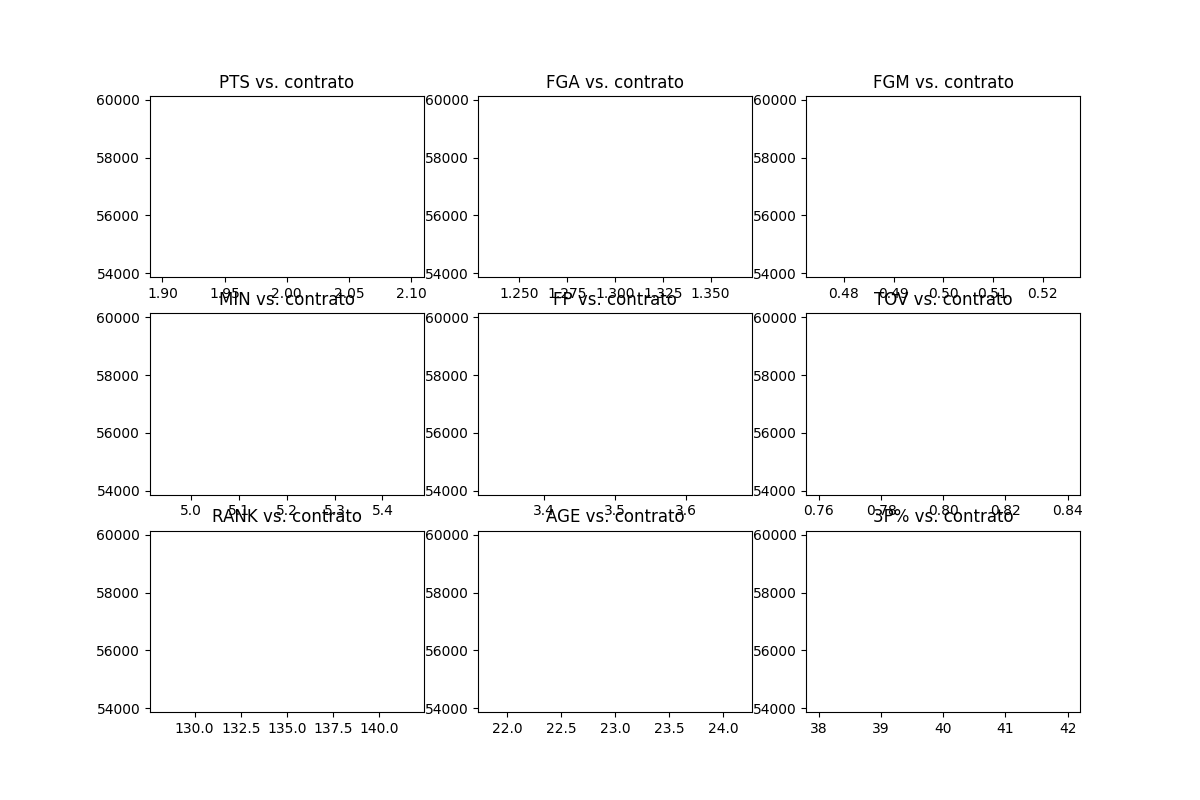 PTS vs. contrato
FGA vs. contrato
FGM vs. contrato
60000
58000
56000
54000
1.90 1.95 2.00 2.05 2.10
60000
58000
56000
54000
1.250 1.275 1.300 1.325 1.350
60000
58000
56000
54000
0.48 0.49 0.50 0.51 0.52
MIN vs. contrato
FP vs. contrato
TOV vs. contrato
60000
58000
56000
54000
5.0 5.1 5.2 5.3 5.4
60000
58000
56000
54000
3.4 3.5 3.6
60000
58000
56000
54000
0.76 0.78 0.80 0.82 0.84
RANK vs. contrato
AGE vs. contrato
3P% vs. contrato
60000
58000
56000
54000
130.0 132.5 135.0 137.5 140.0
60000
58000
56000
54000
22.0 22.5 23.0 23.5 24.0
60000
58000
56000
54000
38 39 40 41 42